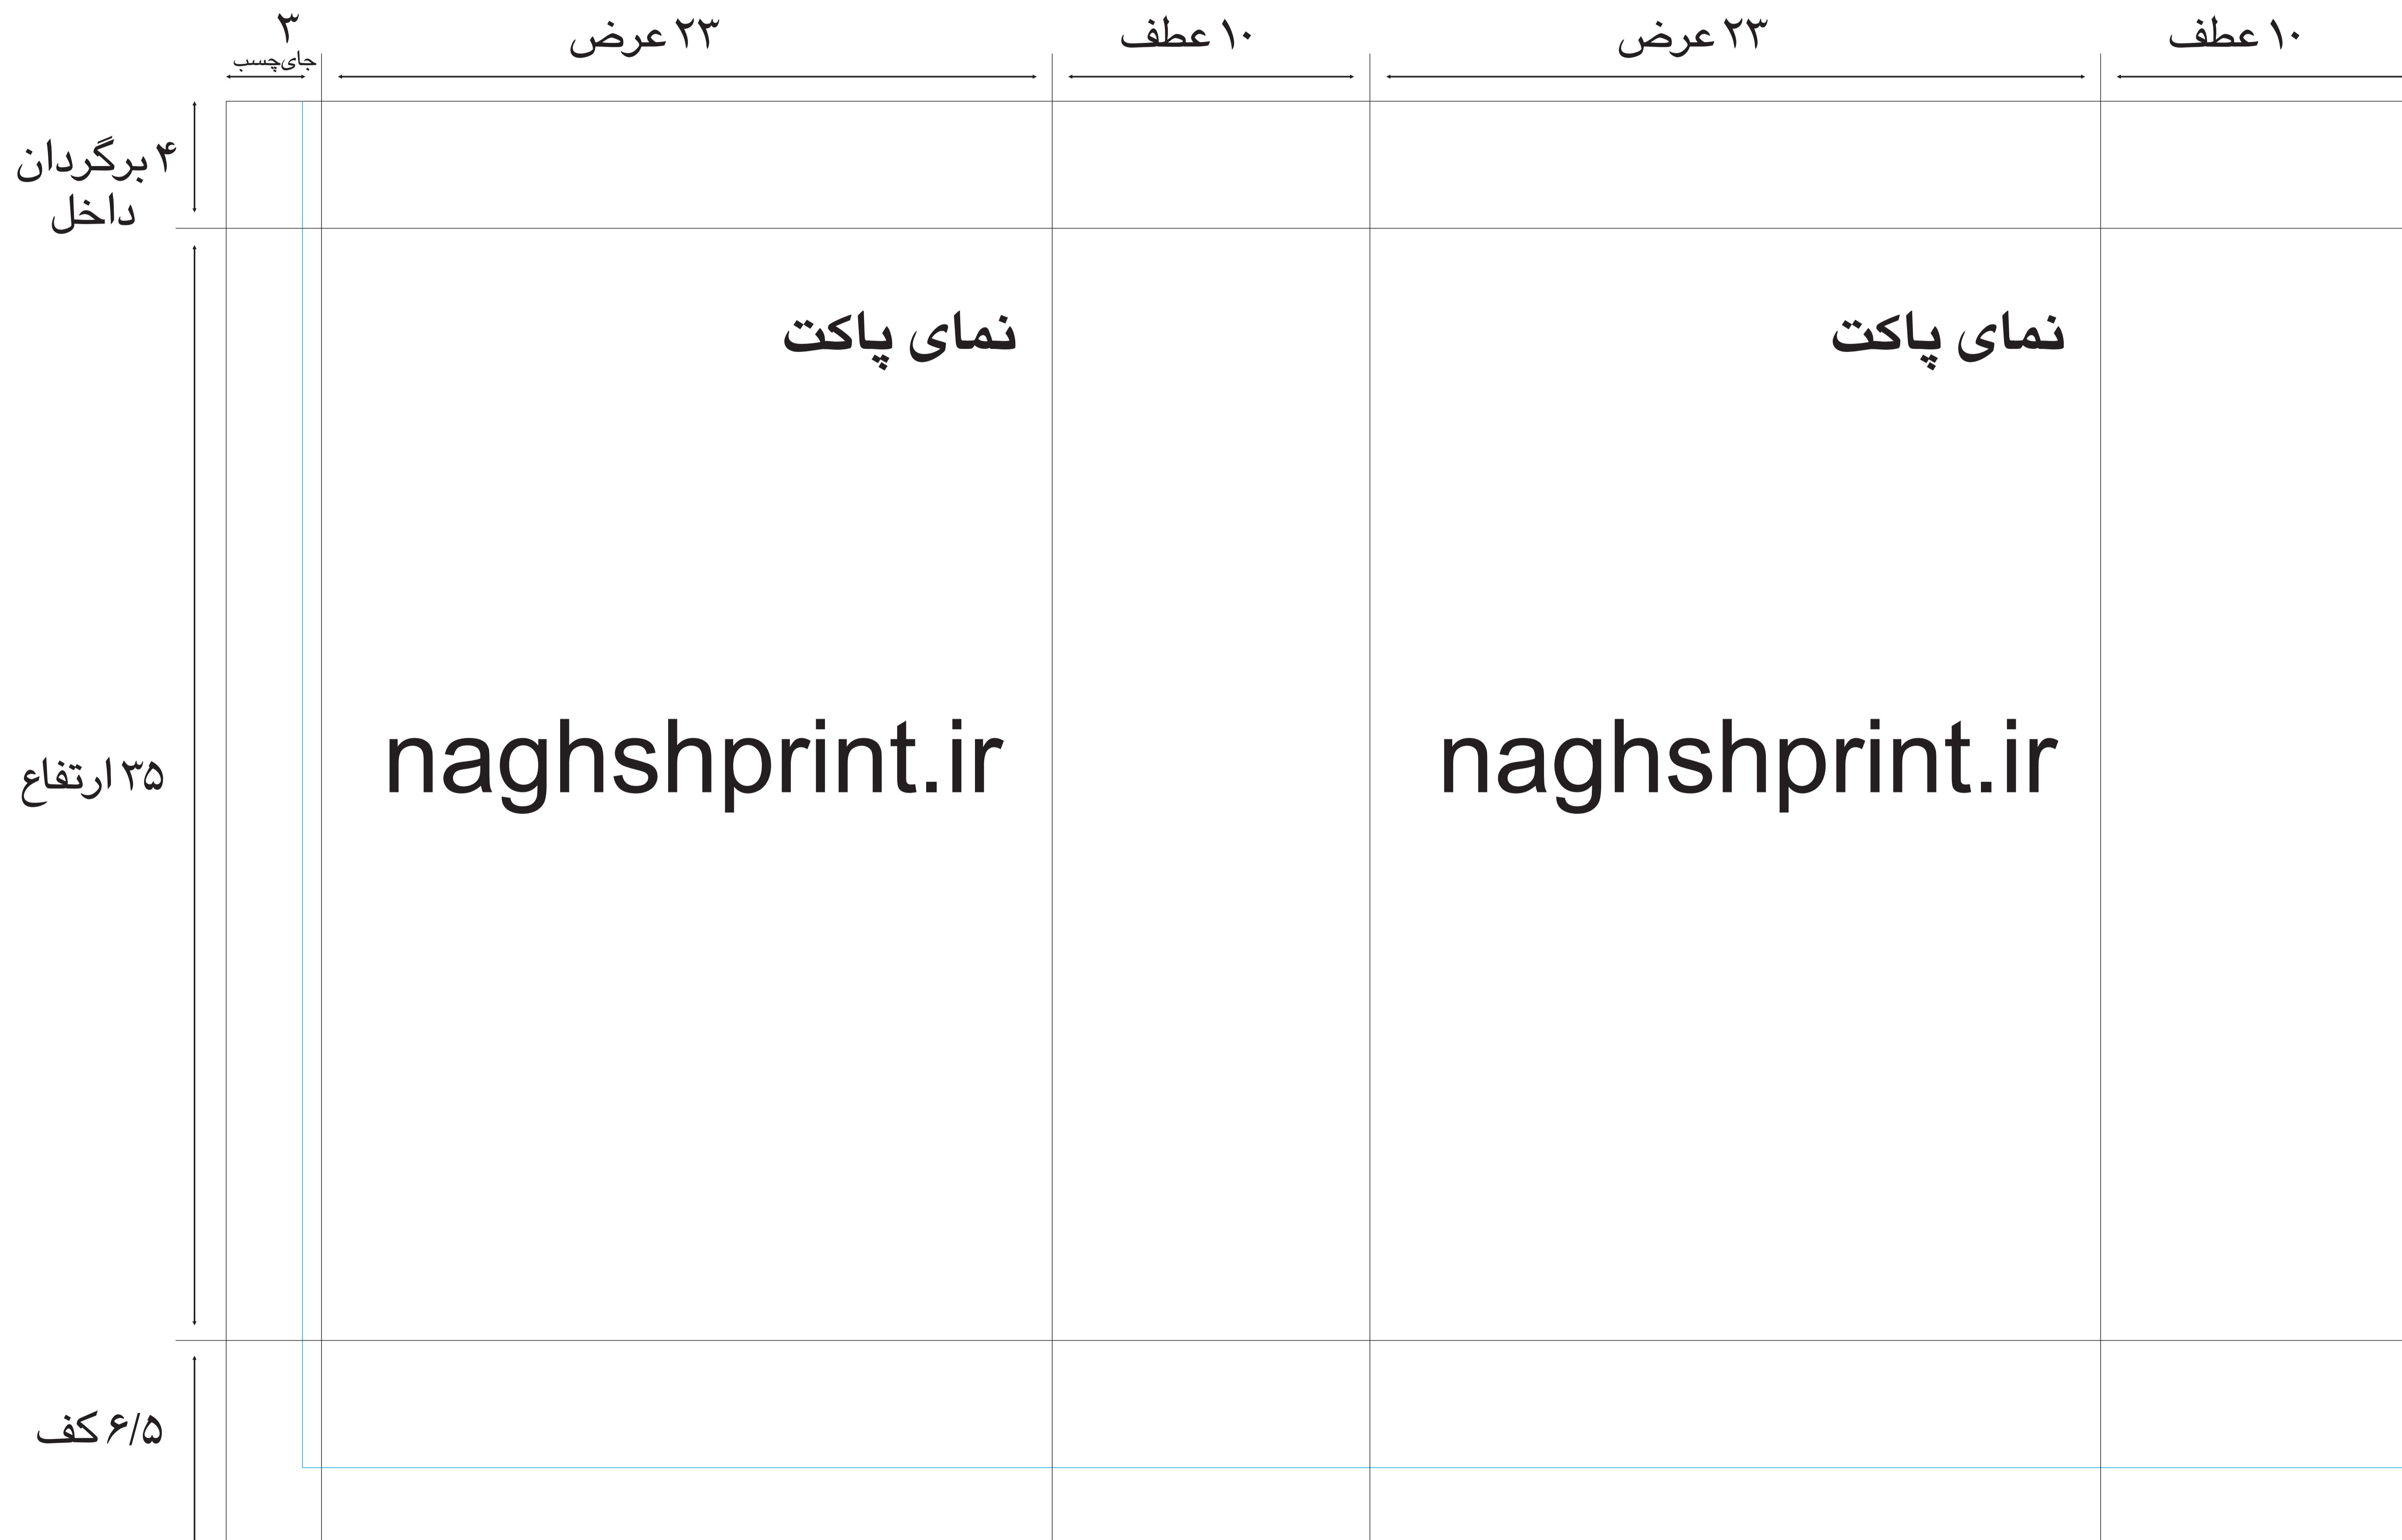 ۳
جای چسب
۲۳ عرض
۱۰ عطف
۲۳ عرض
۱۰ عطف
۴ برگردان
داخل
نمای پاکت
نمای پاکت
۳۵ ارتفاع
naghshprint.ir
naghshprint.ir
۶/۵ کف